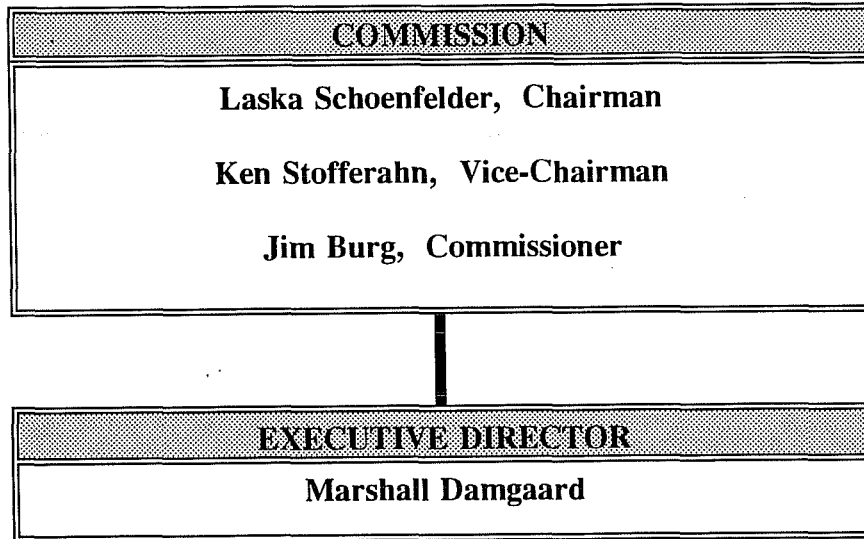 COMMISSION
Laska Schoenfelder, Chairman
Ken Stofferahn, Vice-Chairman
Jim Burg, Commissioner
EXECUTIVE DIRECTOR
Marshall Damgaard